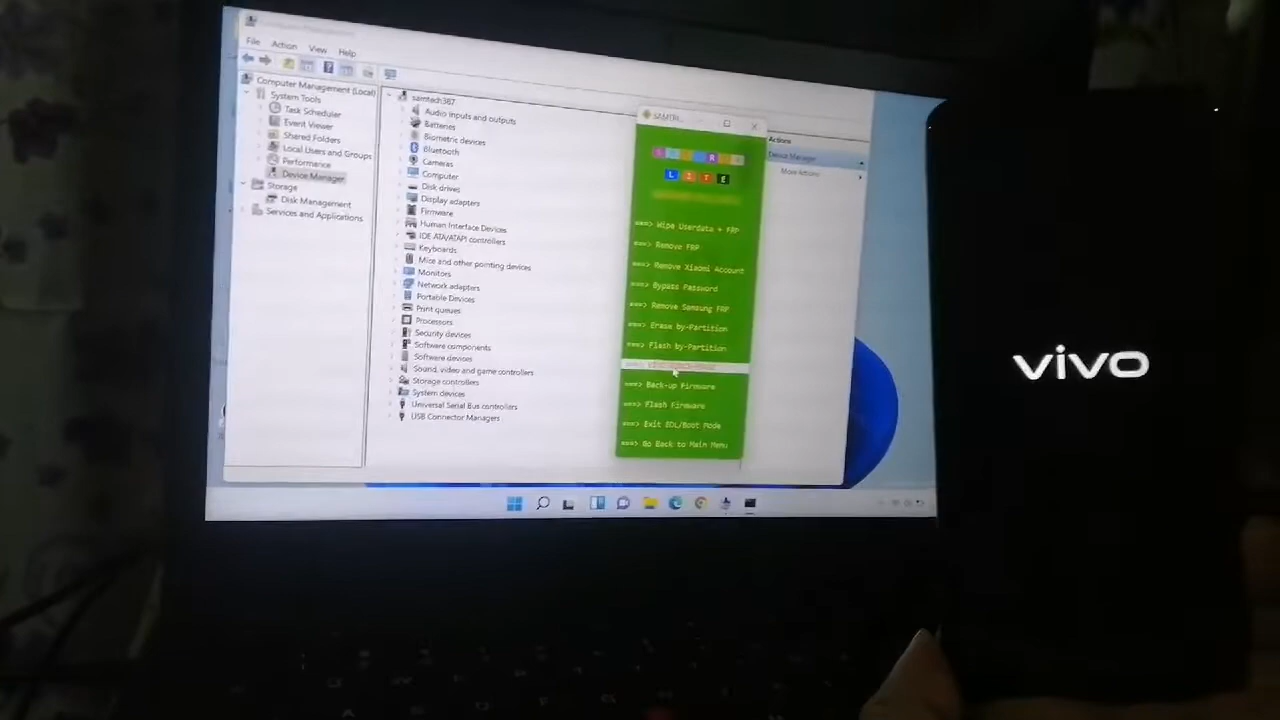 File Action View Help
Computer Management (Local)
System Tools
Task Scheduler
Event Viewer
Shared Folders
Local Users and Groups
Performance
Device Manager
Storage
Disk Management
Services and Applications
samtech387
Audio inputs and outputs
Batteries
Biometric devices
Bluetooth
Cameras
Computer
Disk drives
Display adapters
Firmware
Human Interface Devices
IDE ATA/ATAPI controllers
Keyboards
Mice and other pointing devices
Monitors
Network adapters
Portable Devices
Print queues
Processors
Security devices
Software components
Software devices
Sound, video and game controllers
Storage controllers
System devices
Universal Serial Bus controllers
USB Connector Managers
LITE
===> Wipe Userdata + FRP
===> Remove FRP
===> Remove Xiaomi Account
===> Bypass Password
===> Remove Samsung FRP
===> Erase by-Partition
===> Flash by-Partition
===> Back-up Firmware
===> Flash Firmware
===> Exit EDL/Boot Mode
===> Go Back to Main Menu
Actions
Device Manager
More Actions
vivo